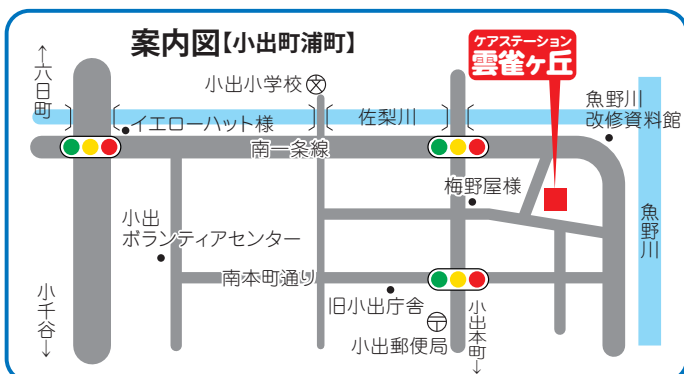 案内図【小出町浦町】
ケアステーション
雲雀ヶ丘
←六日町
小出小学校
魚野川
改修資料館
イエローハット様
佐梨川
南一条線
梅野屋様
小出
ボランティアセンター
魚野川
南本町通り
旧小出庁舎
小千谷→
小出郵便局
小出本町→